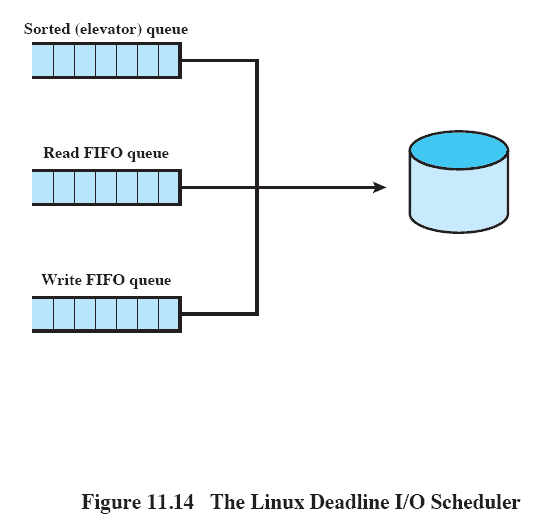 Sorted (elevator) queue
Read FIFO queue
Write FIFO queue
Figure 11.14 The Linux Deadline I/O Scheduler